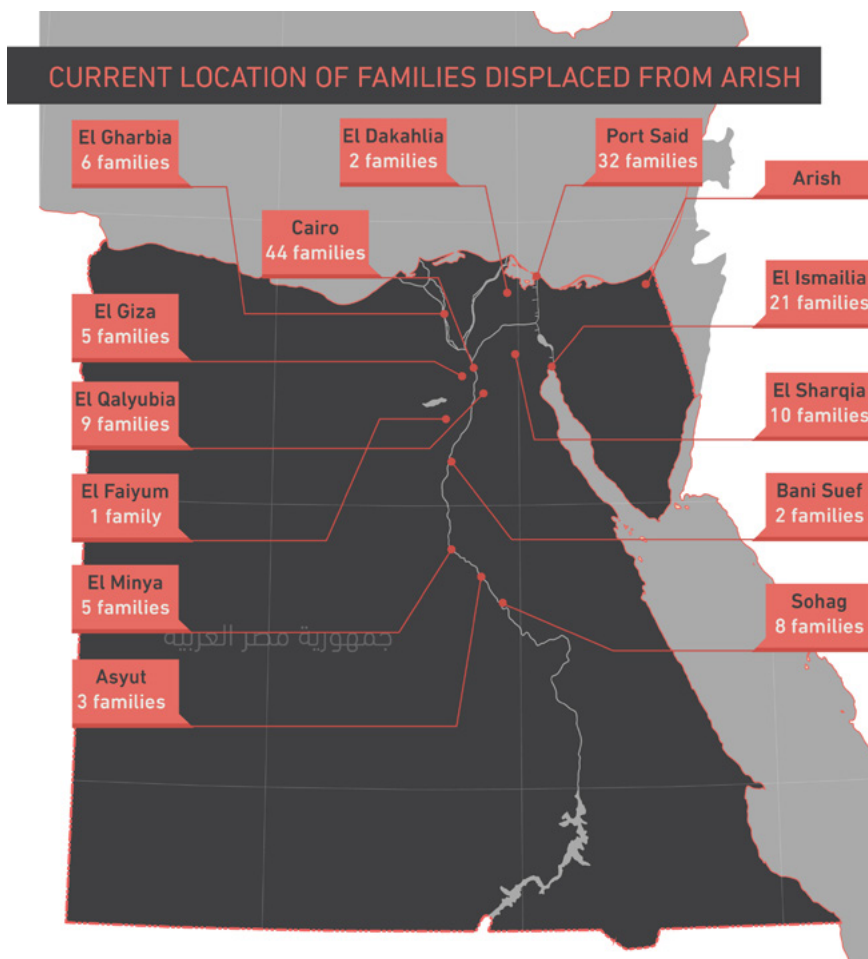 CURRENT LOCATION OF FAMILIES DISPLACED FROM ARISH
El Gharbia
6 families
El Dakahlia
2 families
Port Said
32 families
Arish
Cairo
44 families
El Ismailia
21 families
El Giza
5 families
El Qalyubia
9 families
El Sharqia
10 families
El Faiyum
1 family
Bani Suef
2 families
El Minya
5 families
Sohag
8 families
جمهورية مصر العربية
Asyut
3 families